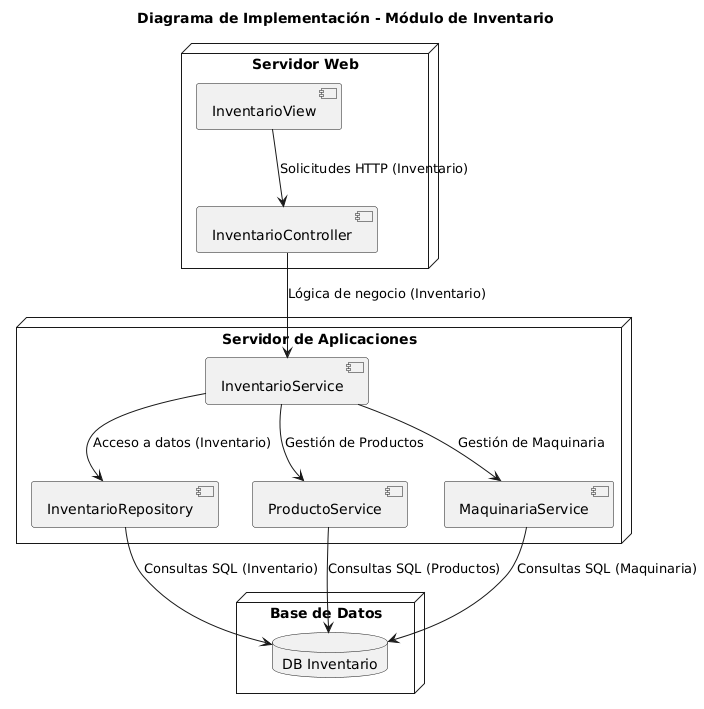 Diagrama de Implementación - Módulo de Inventario
Servidor Web
InventarioView
Solicitudes HTTP (Inventario)
InventarioController
Lógica de negocio (Inventario)
Servidor de Aplicaciones
InventarioService
Acceso a datos (Inventario)
Gestión de Productos
Gestión de Maquinaria
InventarioRepository
ProductoService
MaquinariaService
Consultas SQL (Inventario)
Consultas SQL (Productos)
Consultas SQL (Maquinaria)
Base de Datos
DB Inventario